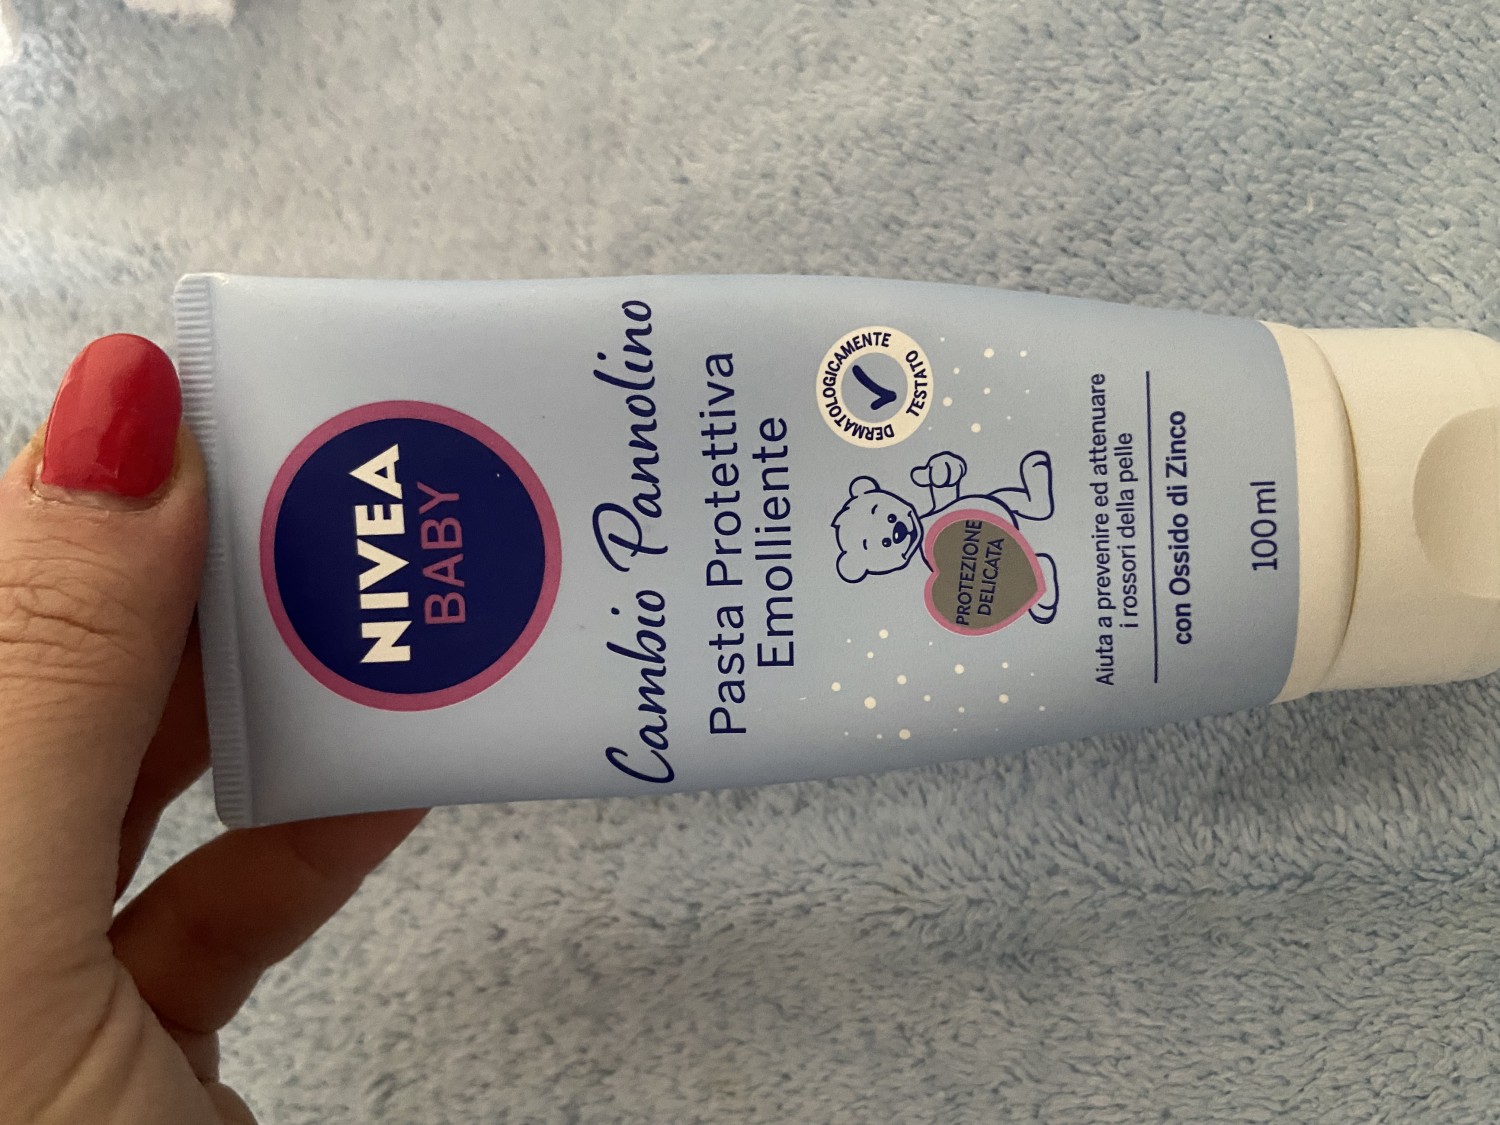 NIVEA
BABY
Cambio Pannolino
Pasta Protettiva
Emolliente
DERMATOLOGICAMENTE
TESTATO
PROTEZIONE
DELICATA
Aiuta a prevenire ed attenuare
i rossori della pelle
con Ossido di Zinco
100ml